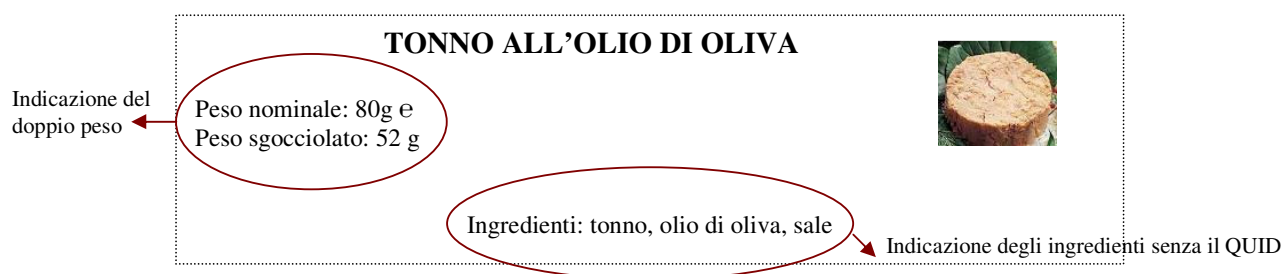 TONNO ALL’OLIO DI OLIVA
Indicazione del
doppio peso
Peso nominale: 80g ℮
Peso sgocciolato: 52 g
Ingredienti: tonno, olio di oliva, sale
Indicazione degli ingredienti senza il QUID